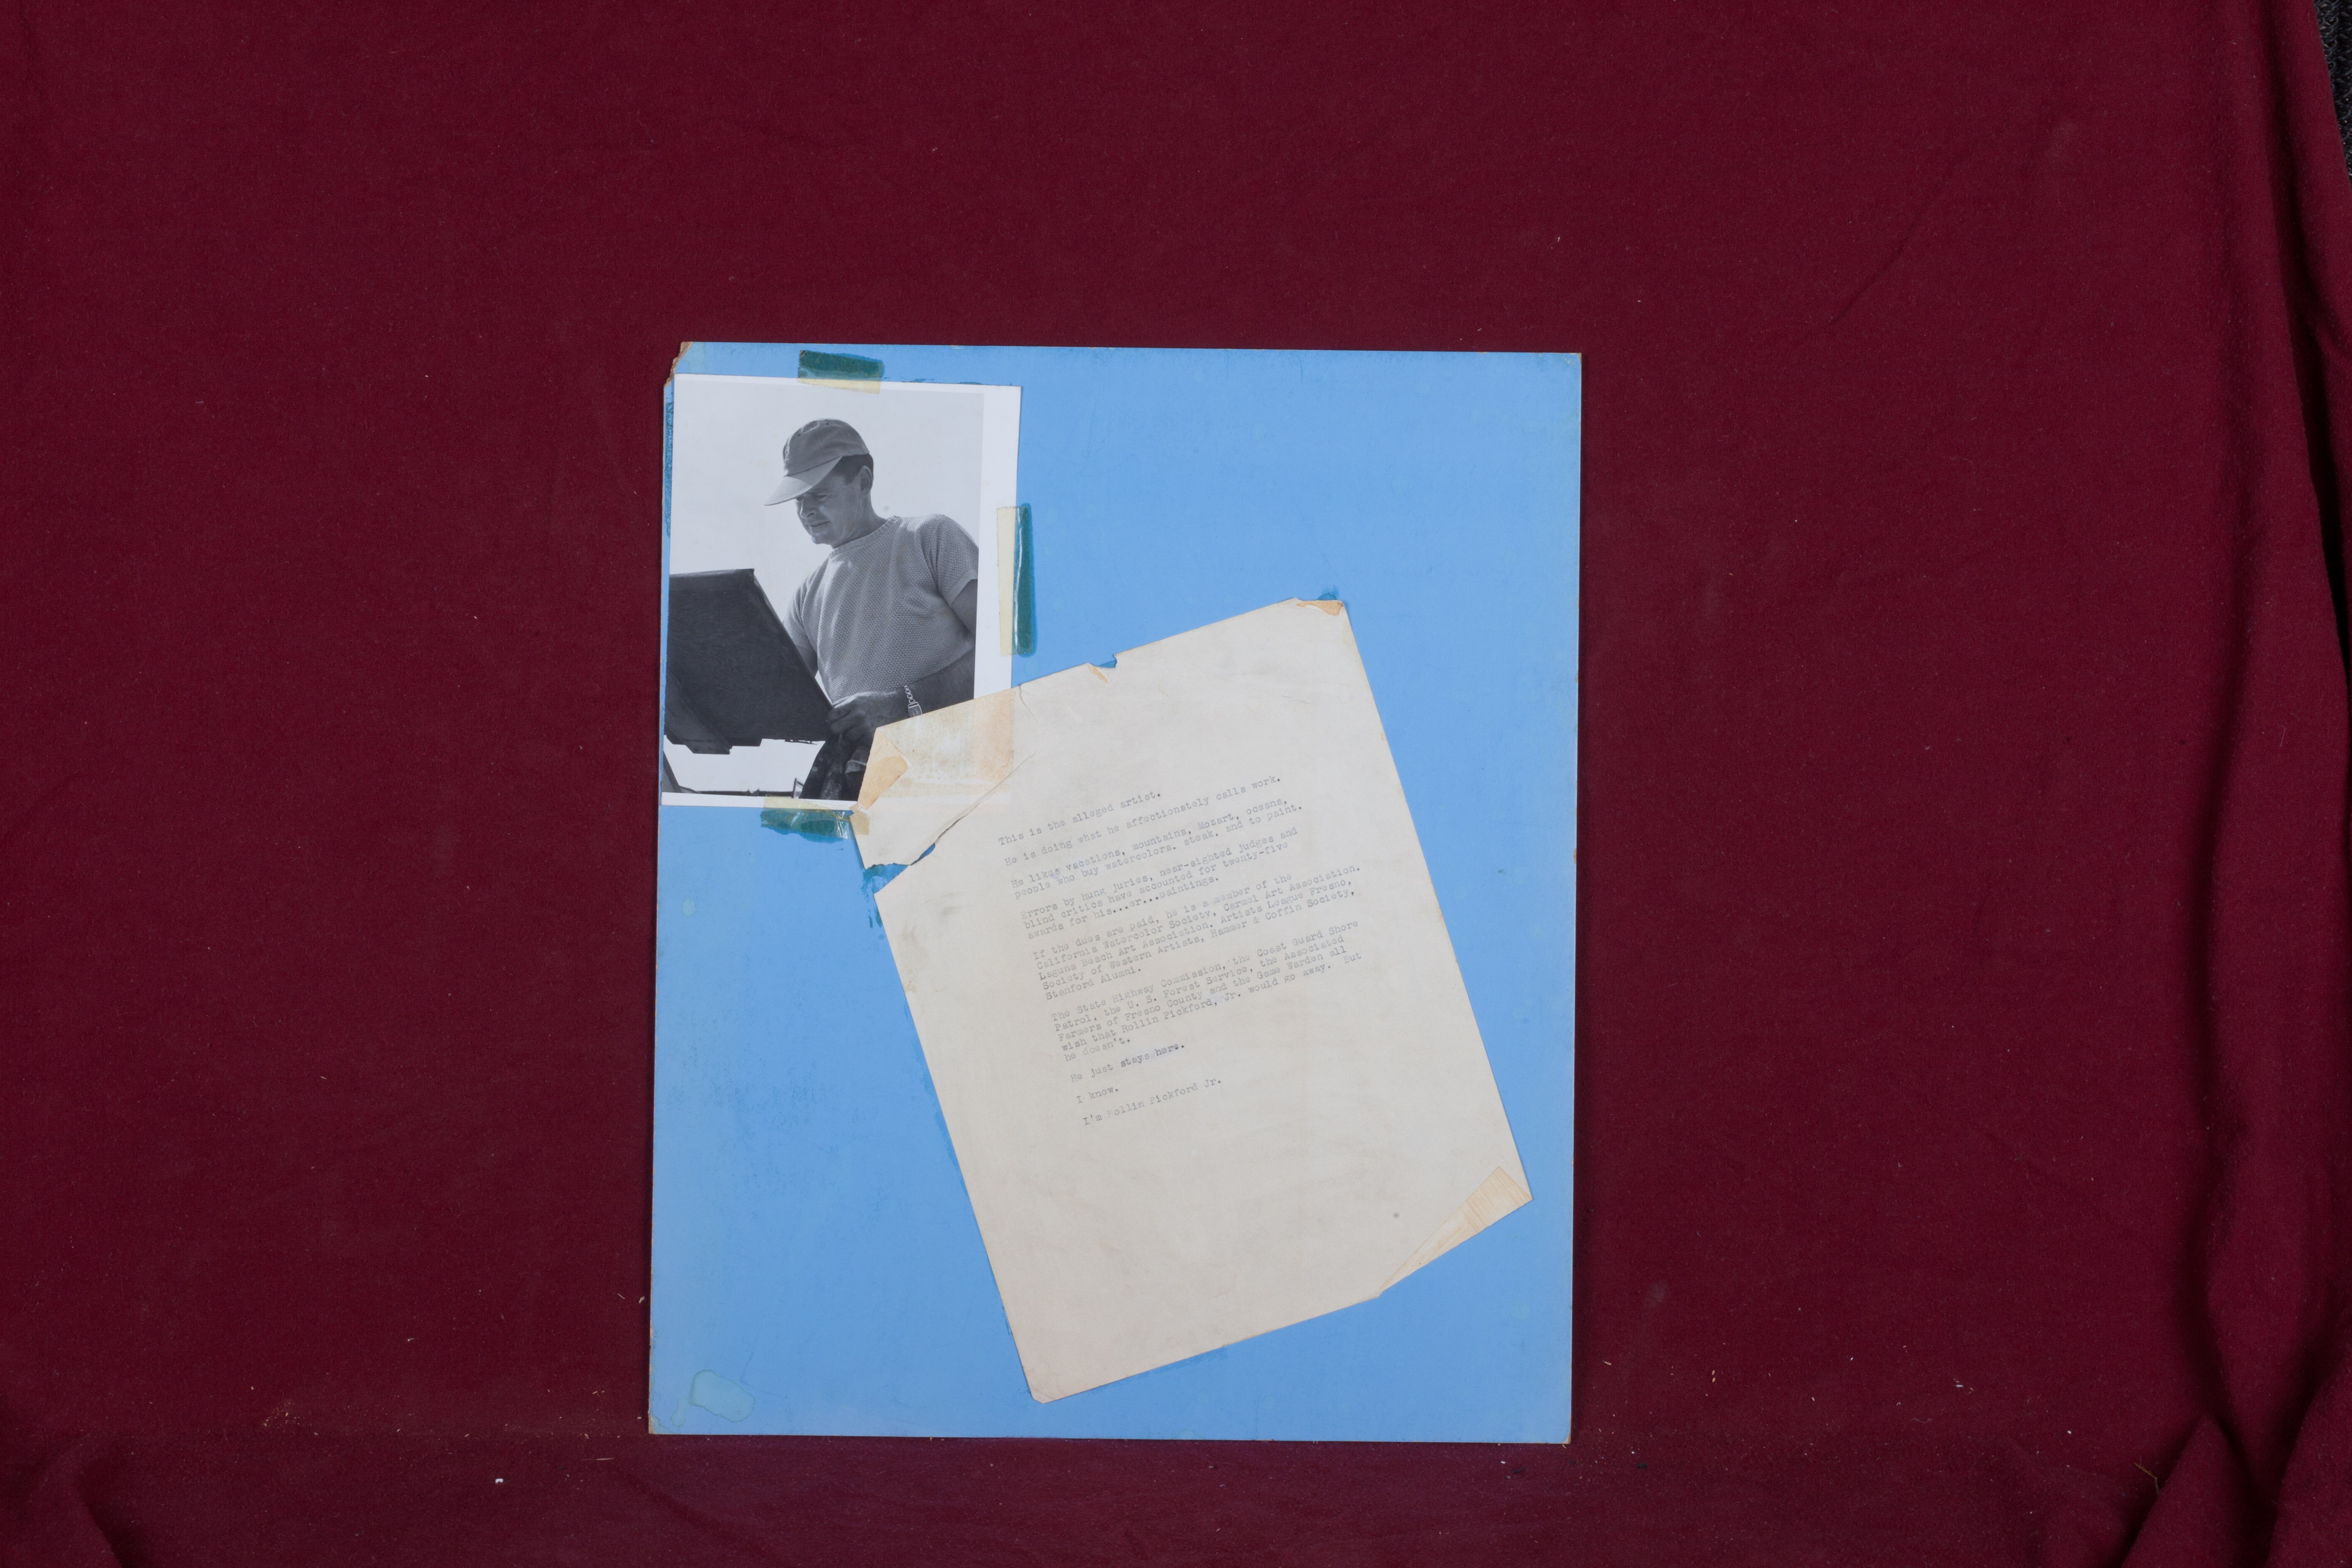 This is the alleged artist.
He is doing what he affectionately calls work.
He likes vacations, mountains, Mozart, oceans,
people who buy watercolors, steak, and to paint.
Errors by hung juries, near-sighted judges and
blind critics have accounted for twenty-five
awards for his...er...paintings.
If the dues are paid, he is a member of the
California Watercolor Society, Carmel Art Association,
Laguna Beach Art Association, Artists League Fresno,
Society of Western Artists, Hammer & Coffin Society,
Stanford Alumni.
The State Highway Commission, the Coast Guard Shore
Patrol, the U. S. Forest Service, the Associated
Farmers of Fresno County and the Game Warden all
wish that Rollin Pickford, Jr. would go away. But
he doesn't.
He just stays here.
I know.
I'm Rollin Pickford Jr.